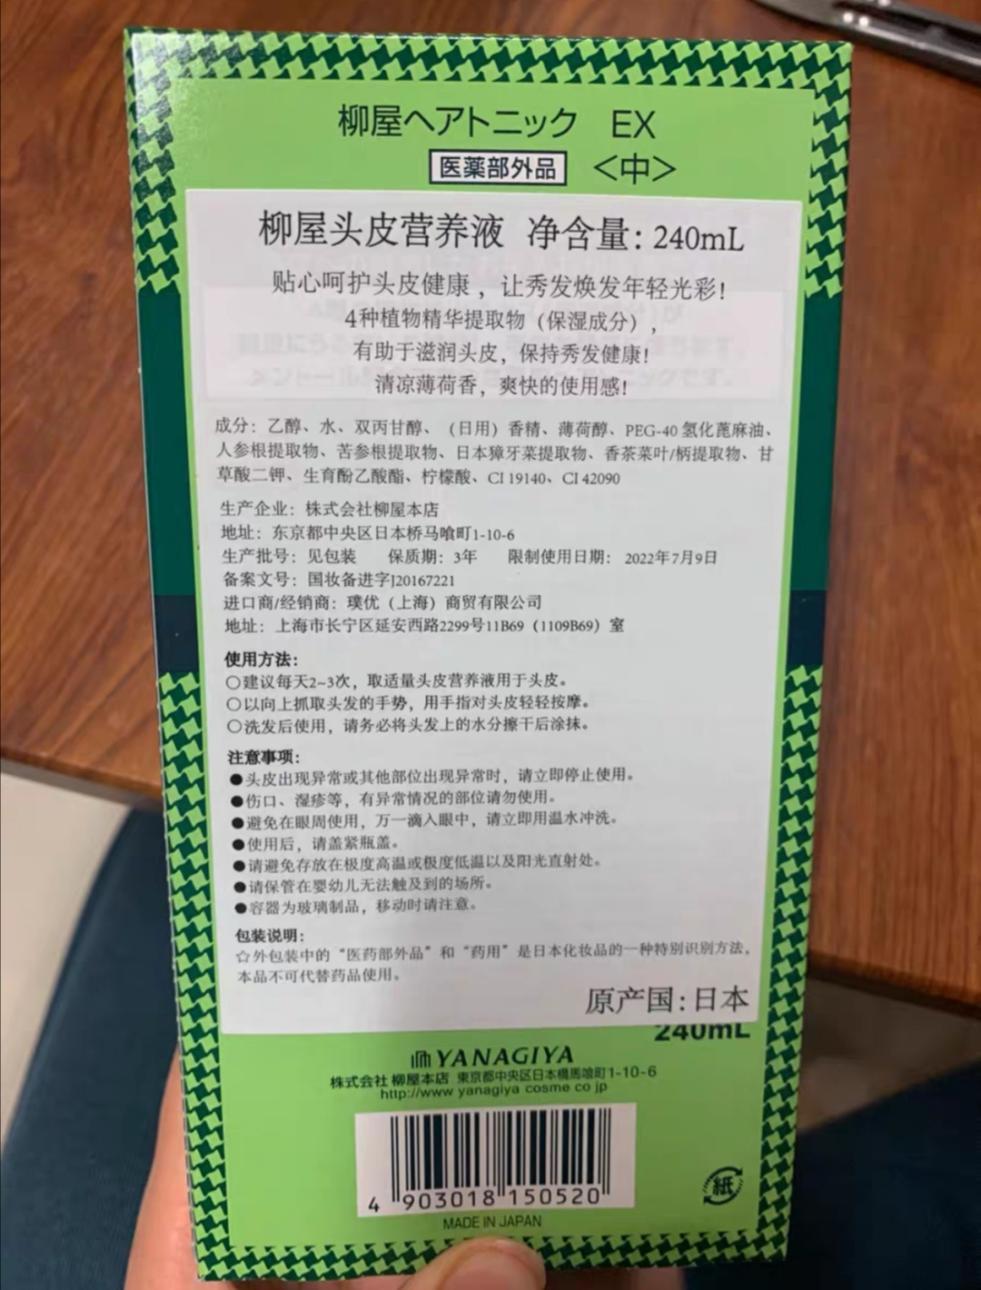 柳屋ヘアトニック EX
医薬部外品 <中>
柳屋头皮营养液 净含量: 240mL
贴心呵护头皮健康，让秀发焕发年轻光彩!
4种植物精华提取物（保湿成分），
有助于滋润头皮，保持秀发健康!
清凉薄荷香，爽快的使用感!
成分：乙醇、水、双丙甘醇、（日用）香精、薄荷醇、PEG-40 氢化蓖麻油、
人参根提取物、苦参根提取物、日本獐牙菜提取物、香茶菜叶/柄提取物、甘
草酸二钾、生育酚乙酸酯、柠檬酸、CI 19140、CI 42090
生产企业：株式会社柳屋本店
地址：东京都中央区日本桥马喰町1-10-6
生产批号：见包装 保质期：3年 限制使用日期：2022年7月9日
备案文号：国妆备进字J20167221
进口商/经销商：璞优（上海）商贸有限公司
地址：上海市长宁区延安西路2299号11B69（1109B69）室
使用方法：
○建议每天2~3次，取适量头皮营养液用于头皮。
○以向上抓取头发的手势，用手指对头皮轻轻按摩。
○洗发后使用，请务必将头发上的水分擦干后涂抹。
注意事项：
●头皮出现异常或其他部位出现异常时，请立即停止使用。
●伤口、湿疹等，有异常情况的部位请勿使用。
●避免在眼周使用，万一滴入眼中，请立即用温水冲洗。
●使用后，请盖紧瓶盖。
●请避免存放在极度高温或极度低温以及阳光直射处。
●请保管在婴幼儿无法触及到的场所。
●容器为玻璃制品，移动时请注意。
包装说明：
☆外包装中的“医药部外品”和“药用”是日本化妆品的一种特别识别方法，
本品不可代替药品使用。
原产国：日本
240mL
YANAGIYA
株式会社 柳屋本店 東京都中央区日本橋馬喰町1-10-6
http://www yanagiya cosme co jp
4 903018 150520
MADE IN JAPAN
紙